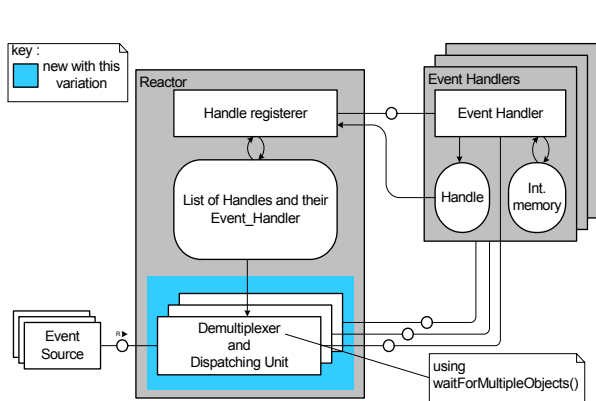 key :
new with this
variation
Reactor
Handle registerer
List of Handles and their
Event_Handler
Demultiplexer
and
Dispatching Unit
Event Handlers
Event Handler
Handle
Int.
memory
Event
Source
R
using
waitForMultipleObjects()